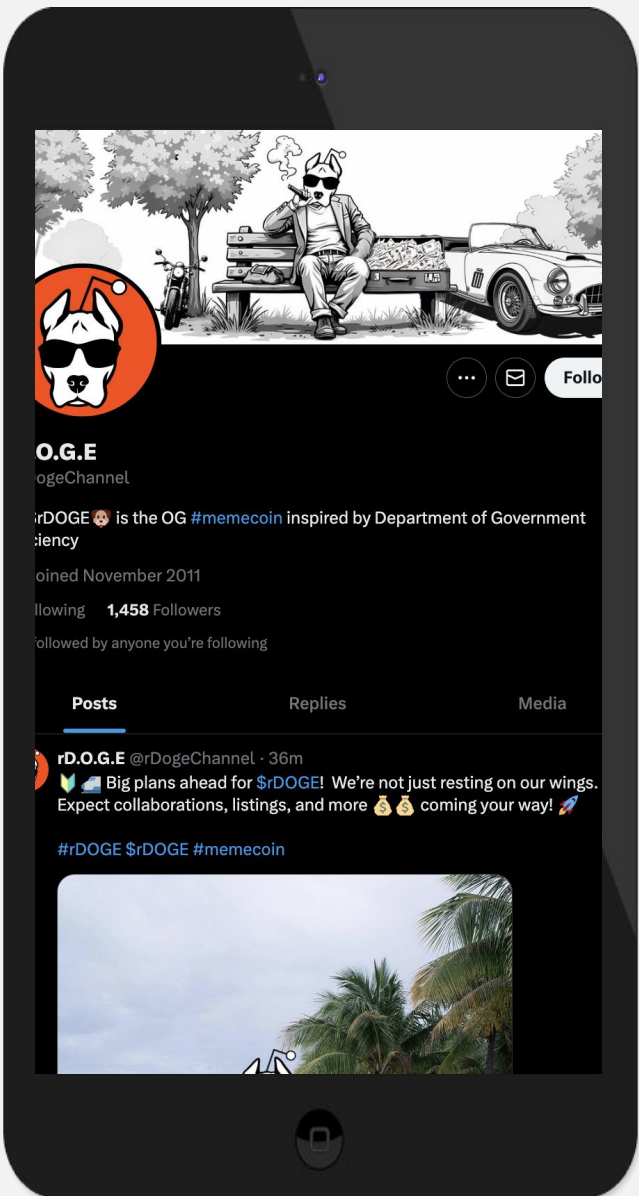 Follo
O.G.E
ogeChannel
rDOGE🐶 is the OG #memecoin inspired by Department of Government
ciency
oined November 2011
llowing 1,458 Followers
followed by anyone you’re following
Posts Replies Media
rD.O.G.E @rDogeChannel · 36m
🔰 🚄 Big plans ahead for $rDOGE! We’re not just resting on our wings.
Expect collaborations, listings, and more 💰 💰 coming your way! 🚀
#rDOGE $rDOGE #memecoin